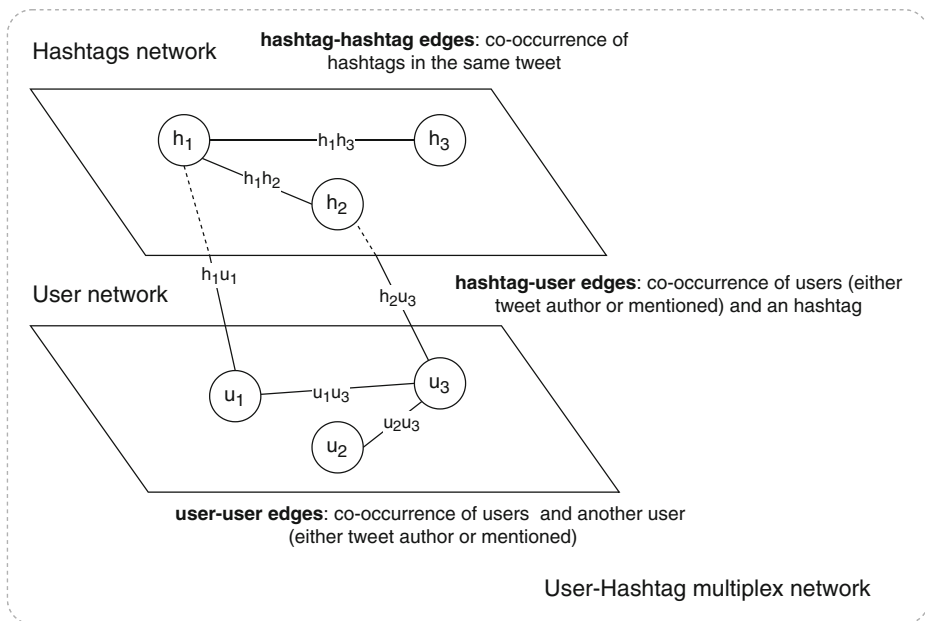 Hashtags network
hashtag-hashtag edges: co-occurrence of
hashtags in the same tweet
h₁
h₁h₃
h₃
h₁h₂
h₂
h₁u₁
User network
h₂u₃
hashtag-user edges: co-occurrence of users (either
tweet author or mentioned) and an hashtag
u₁
u₁u₃
u₃
u₂u₃
u₂
user-user edges: co-occurrence of users and another user
(either tweet author or mentioned)
User-Hashtag multiplex network